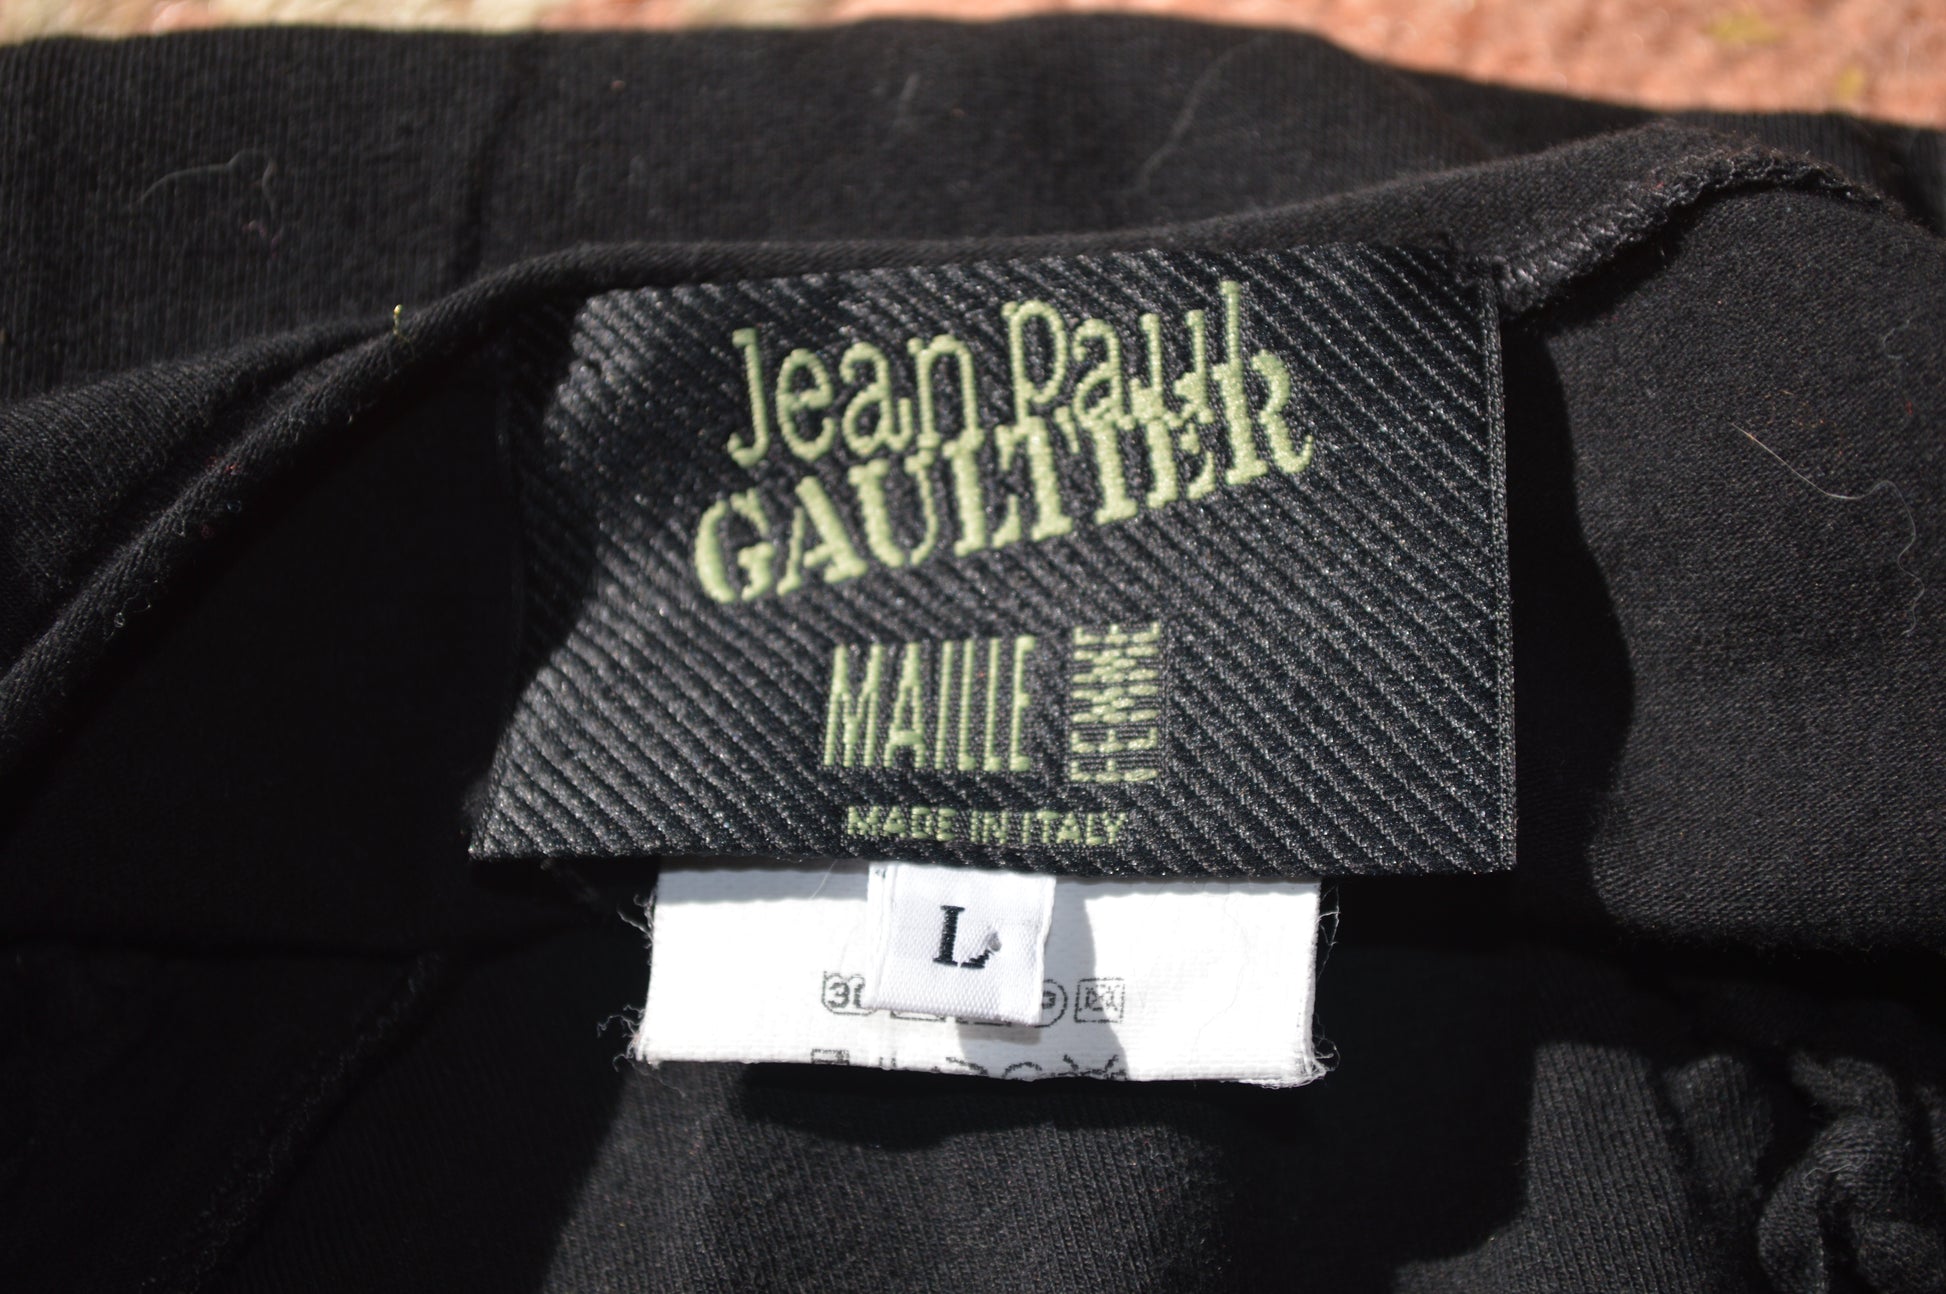 Jean Paul
GAULTIER
MAILLE FEMME
MADE IN ITALY
L